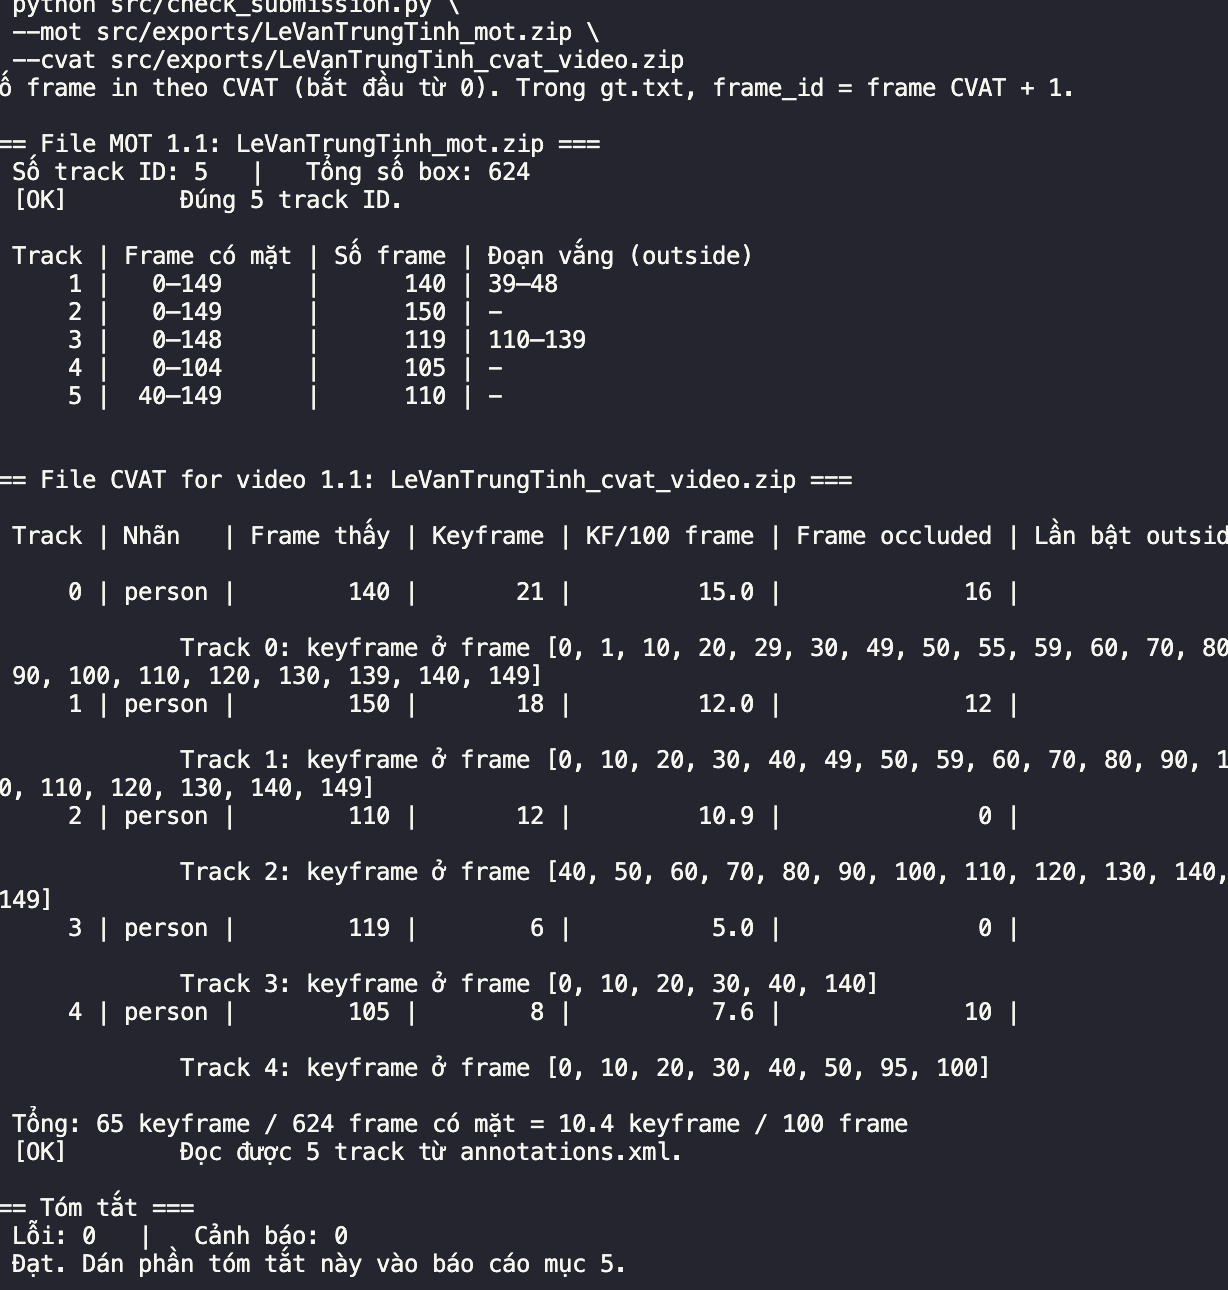 python src/check_submission.py \
--mot src/exports/LeVanTrungTinh_mot.zip \
--cvat src/exports/LeVanTrungTinh_cvat_video.zip
ố frame in theo CVAT (bắt đầu từ 0). Trong gt.txt, frame_id = frame CVAT + 1.
== File MOT 1.1: LeVanTrungTinh_mot.zip ===
Số track ID: 5 | Tổng số box: 624
[OK] Đúng 5 track ID.
Track | Frame có mặt | Số frame | Đoạn vắng (outside)
1 | 0–149 | 140 | 39–48
2 | 0–149 | 150 | –
3 | 0–148 | 119 | 110–139
4 | 0–104 | 105 | –
5 | 40–149 | 110 | –
== File CVAT for video 1.1: LeVanTrungTinh_cvat_video.zip ===
Track | Nhãn | Frame thấy | Keyframe | KF/100 frame | Frame occluded | Lần bật outsid
0 | person | 140 | 21 | 15.0 | 16 |
Track 0: keyframe ở frame [0, 1, 10, 20, 29, 30, 49, 50, 55, 59, 60, 70, 80
90, 100, 110, 120, 130, 139, 140, 149]
1 | person | 150 | 18 | 12.0 | 12 |
Track 1: keyframe ở frame [0, 10, 20, 30, 40, 49, 50, 59, 60, 70, 80, 90, 1
0, 110, 120, 130, 140, 149]
2 | person | 110 | 12 | 10.9 | 0 |
Track 2: keyframe ở frame [40, 50, 60, 70, 80, 90, 100, 110, 120, 130, 140,
149]
3 | person | 119 | 6 | 5.0 | 0 |
Track 3: keyframe ở frame [0, 10, 20, 30, 40, 140]
4 | person | 105 | 8 | 7.6 | 10 |
Track 4: keyframe ở frame [0, 10, 20, 30, 40, 50, 95, 100]
Tổng: 65 keyframe / 624 frame có mặt = 10.4 keyframe / 100 frame
[OK] Đọc được 5 track từ annotations.xml.
== Tóm tắt ===
Lỗi: 0 | Cảnh báo: 0
Đạt. Dán phần tóm tắt này vào báo cáo mục 5.